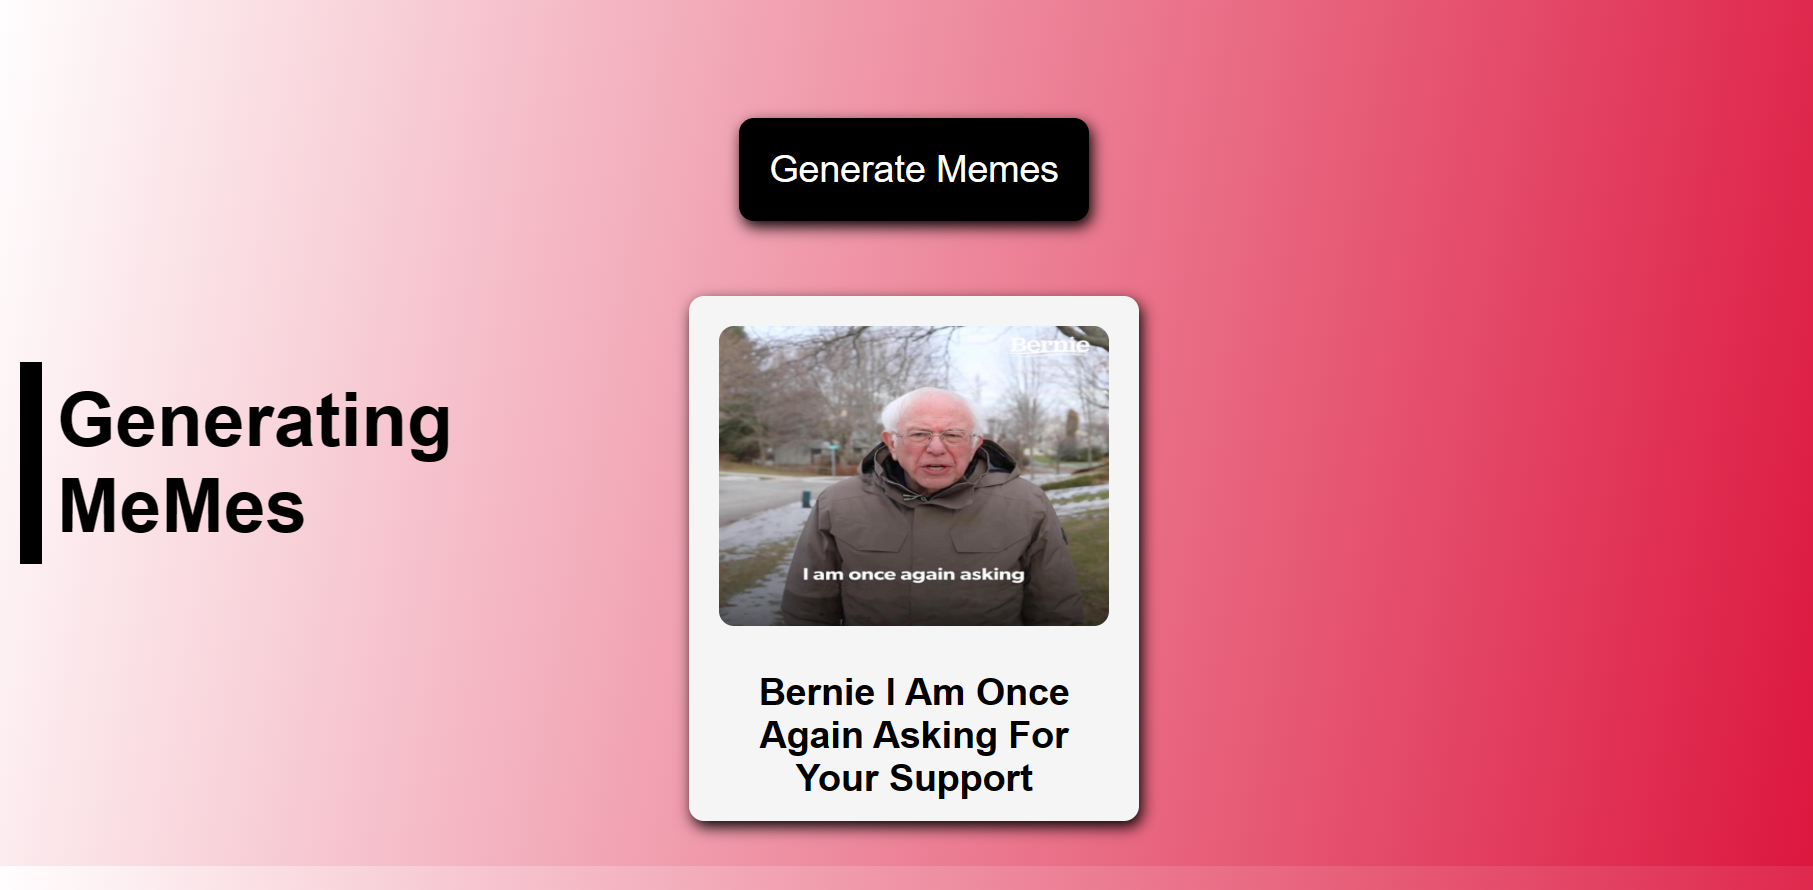 Generate Memes
Generating
MeMes
Bernie
I am once again asking
Bernie I Am Once
Again Asking For
Your Support